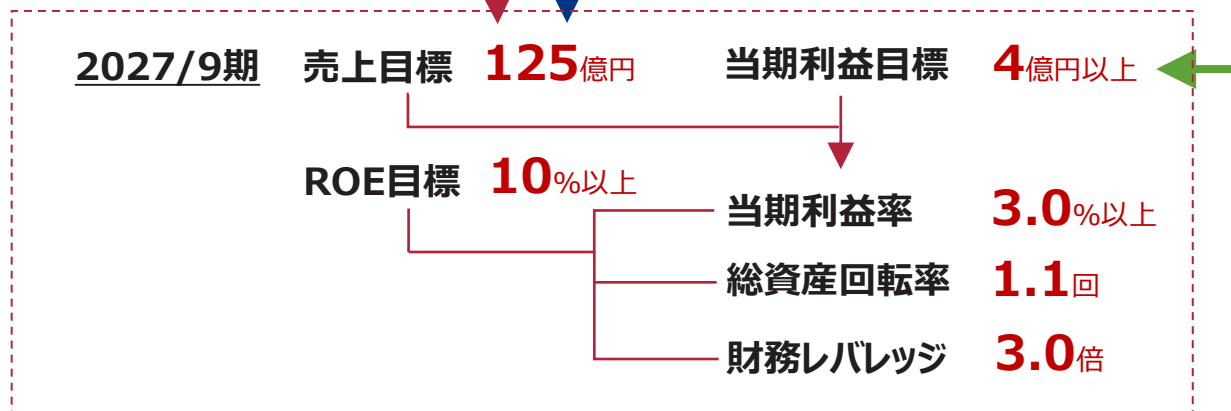 2027/9期 売上目標 125億円 当期利益目標 4億円以上
ROE目標 10%以上
当期利益率 3.0%以上
総資産回転率 1.1回
財務レバレッジ 3.0倍